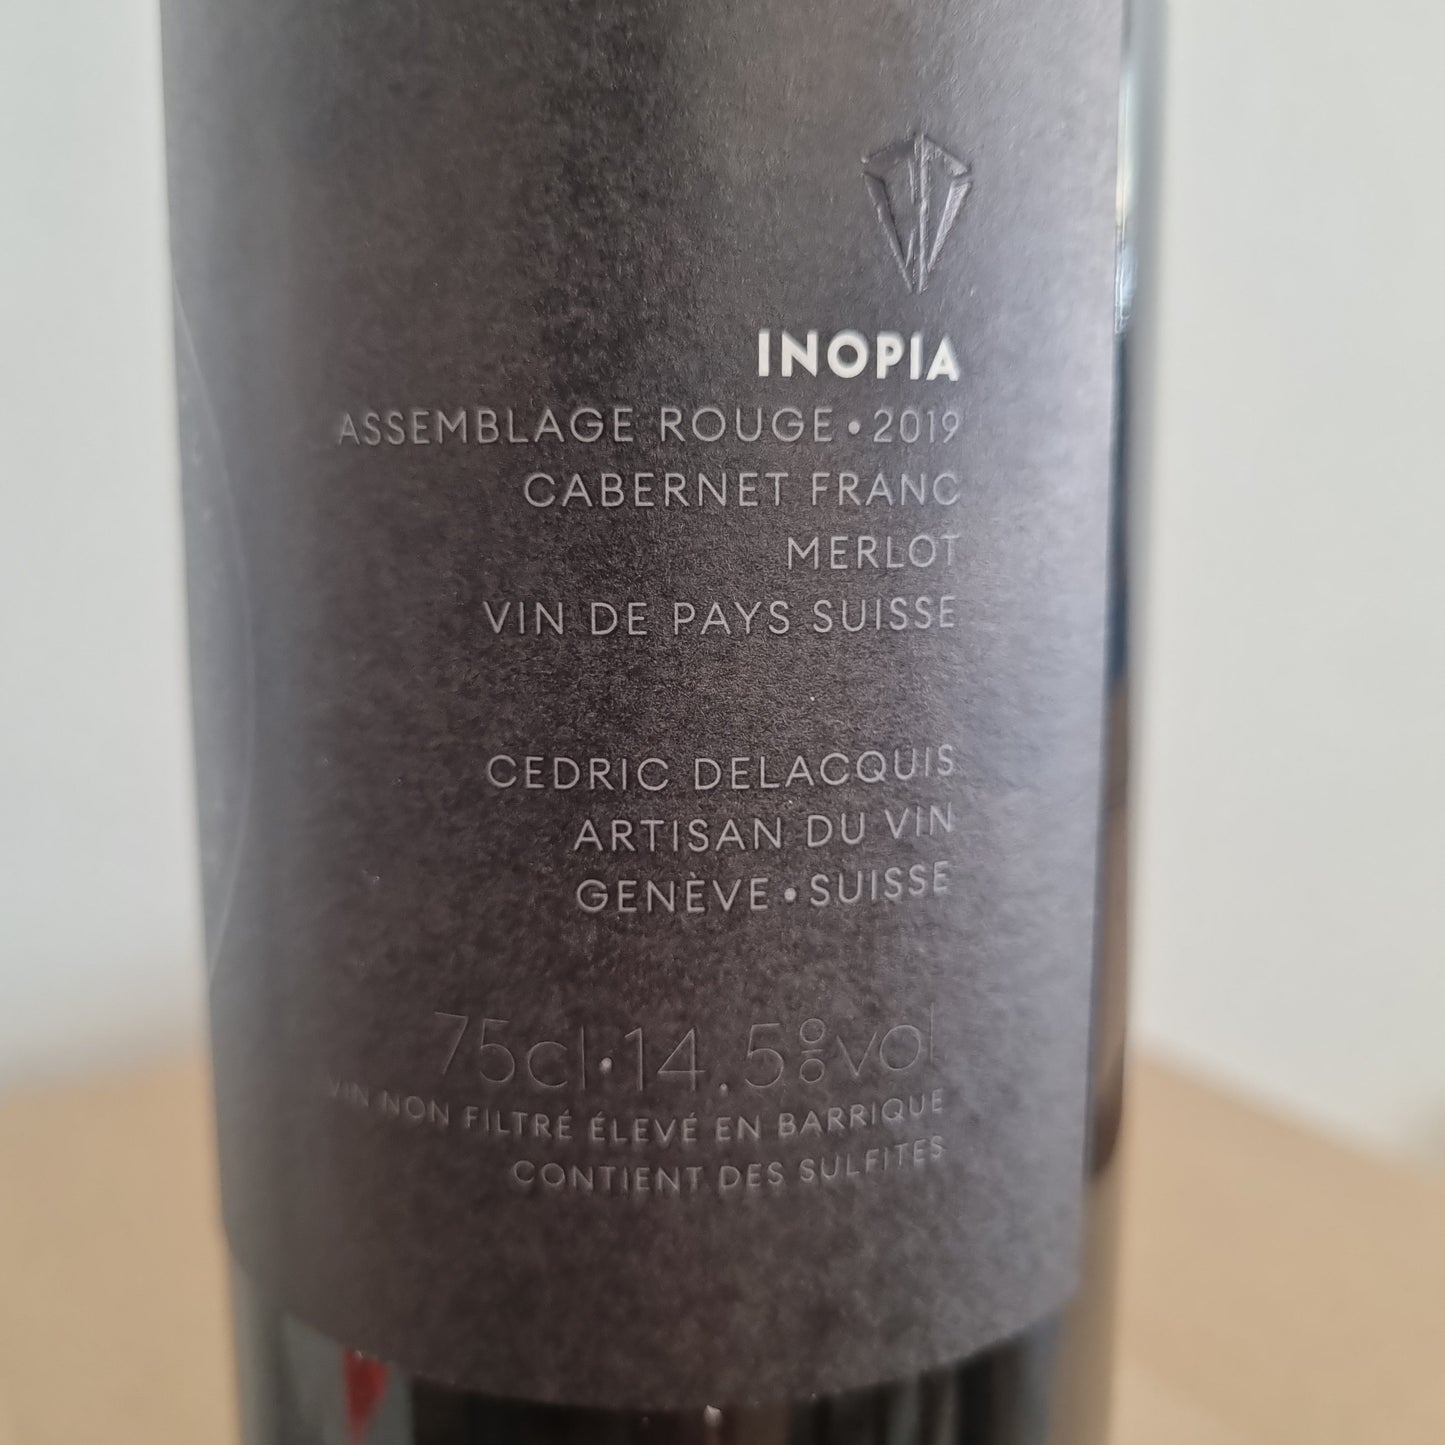 INOPIA
ASSEMBLAGE ROUGE • 2019
CABERNET FRANC
MERLOT
VIN DE PAYS SUISSE
CEDRIC DELACQUIS
ARTISAN DU VIN
GENÈVE • SUISSE
75cl • 14.5%vol
VIN NON FILTRÉ ÉLEVÉ EN BARRIQUE
CONTIENT DES SULFITES